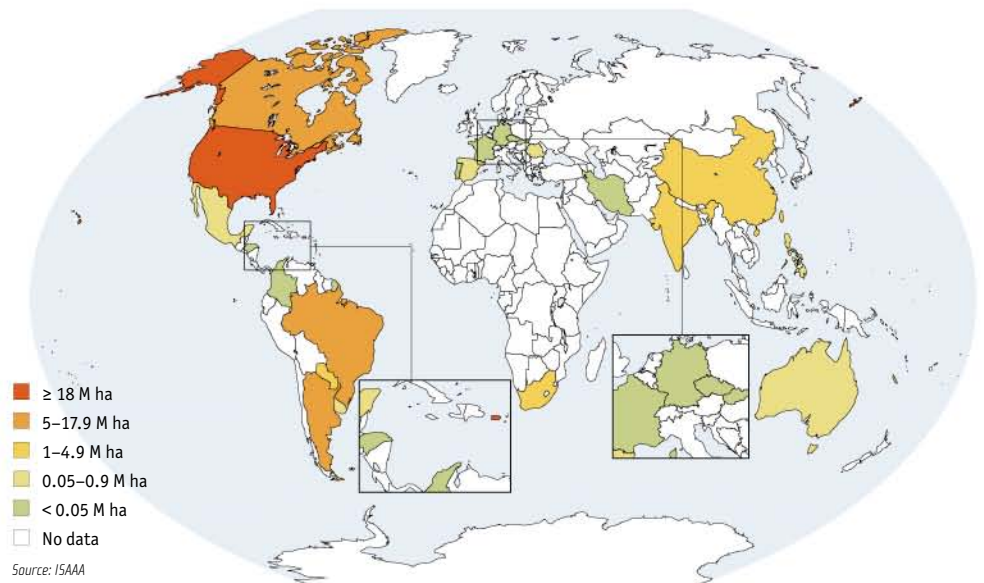 ≥ 18 M ha
5–17.9 M ha
1–4.9 M ha
0.05–0.9 M ha
< 0.05 M ha
No data
Source: ISAAA